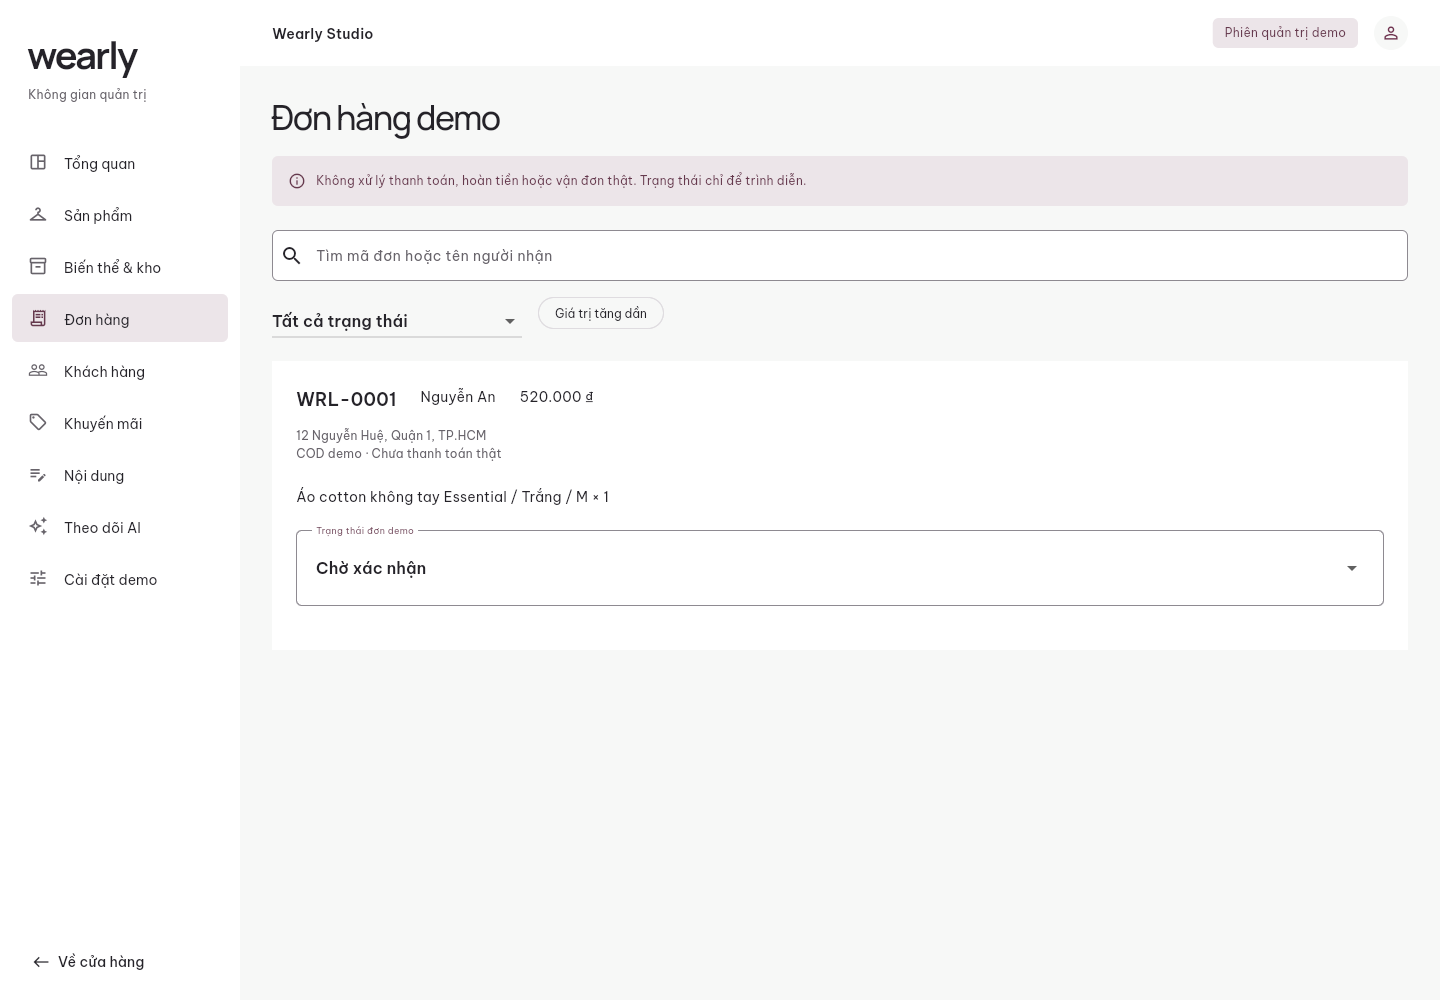 wearly
Không gian quản trị
Tổng quan
Sản phẩm
Biến thể & kho
Đơn hàng
Khách hàng
Khuyến mãi
Nội dung
Theo dõi AI
Cài đặt demo
Về cửa hàng
Wearly Studio
Phiên quản trị demo
Đơn hàng demo
Không xử lý thanh toán, hoàn tiền hoặc vận đơn thật. Trạng thái chỉ để trình diễn.
Tìm mã đơn hoặc tên người nhận
Tất cả trạng thái
Giá trị tăng dần
WRL-0001 Nguyễn An 520.000 ₫
12 Nguyễn Huệ, Quận 1, TP.HCM
COD demo · Chưa thanh toán thật
Áo cotton không tay Essential / Trắng / M × 1
Trạng thái đơn demo
Chờ xác nhận